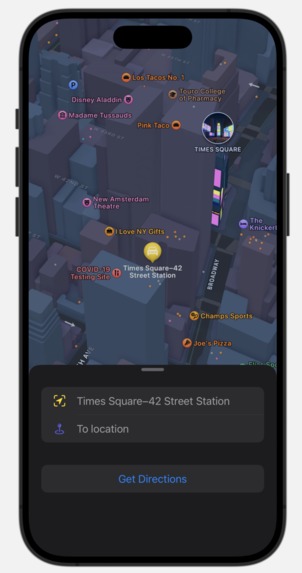 Los Tacos No. 1
Touro College
of Pharmacy
P
Disney Aladdin
Madame Tussauds
Pink Taco
TIMES SQUARE
New Amsterdam
Theatre
The
Knickerb
I Love NY Gifts
COVID-19
Testing Site
Times Square–42
Street Station
BROADWAY
Champs Sports
Joe's Pizza
TH AVE
Times Square–42 Street Station
To location
Get Directions